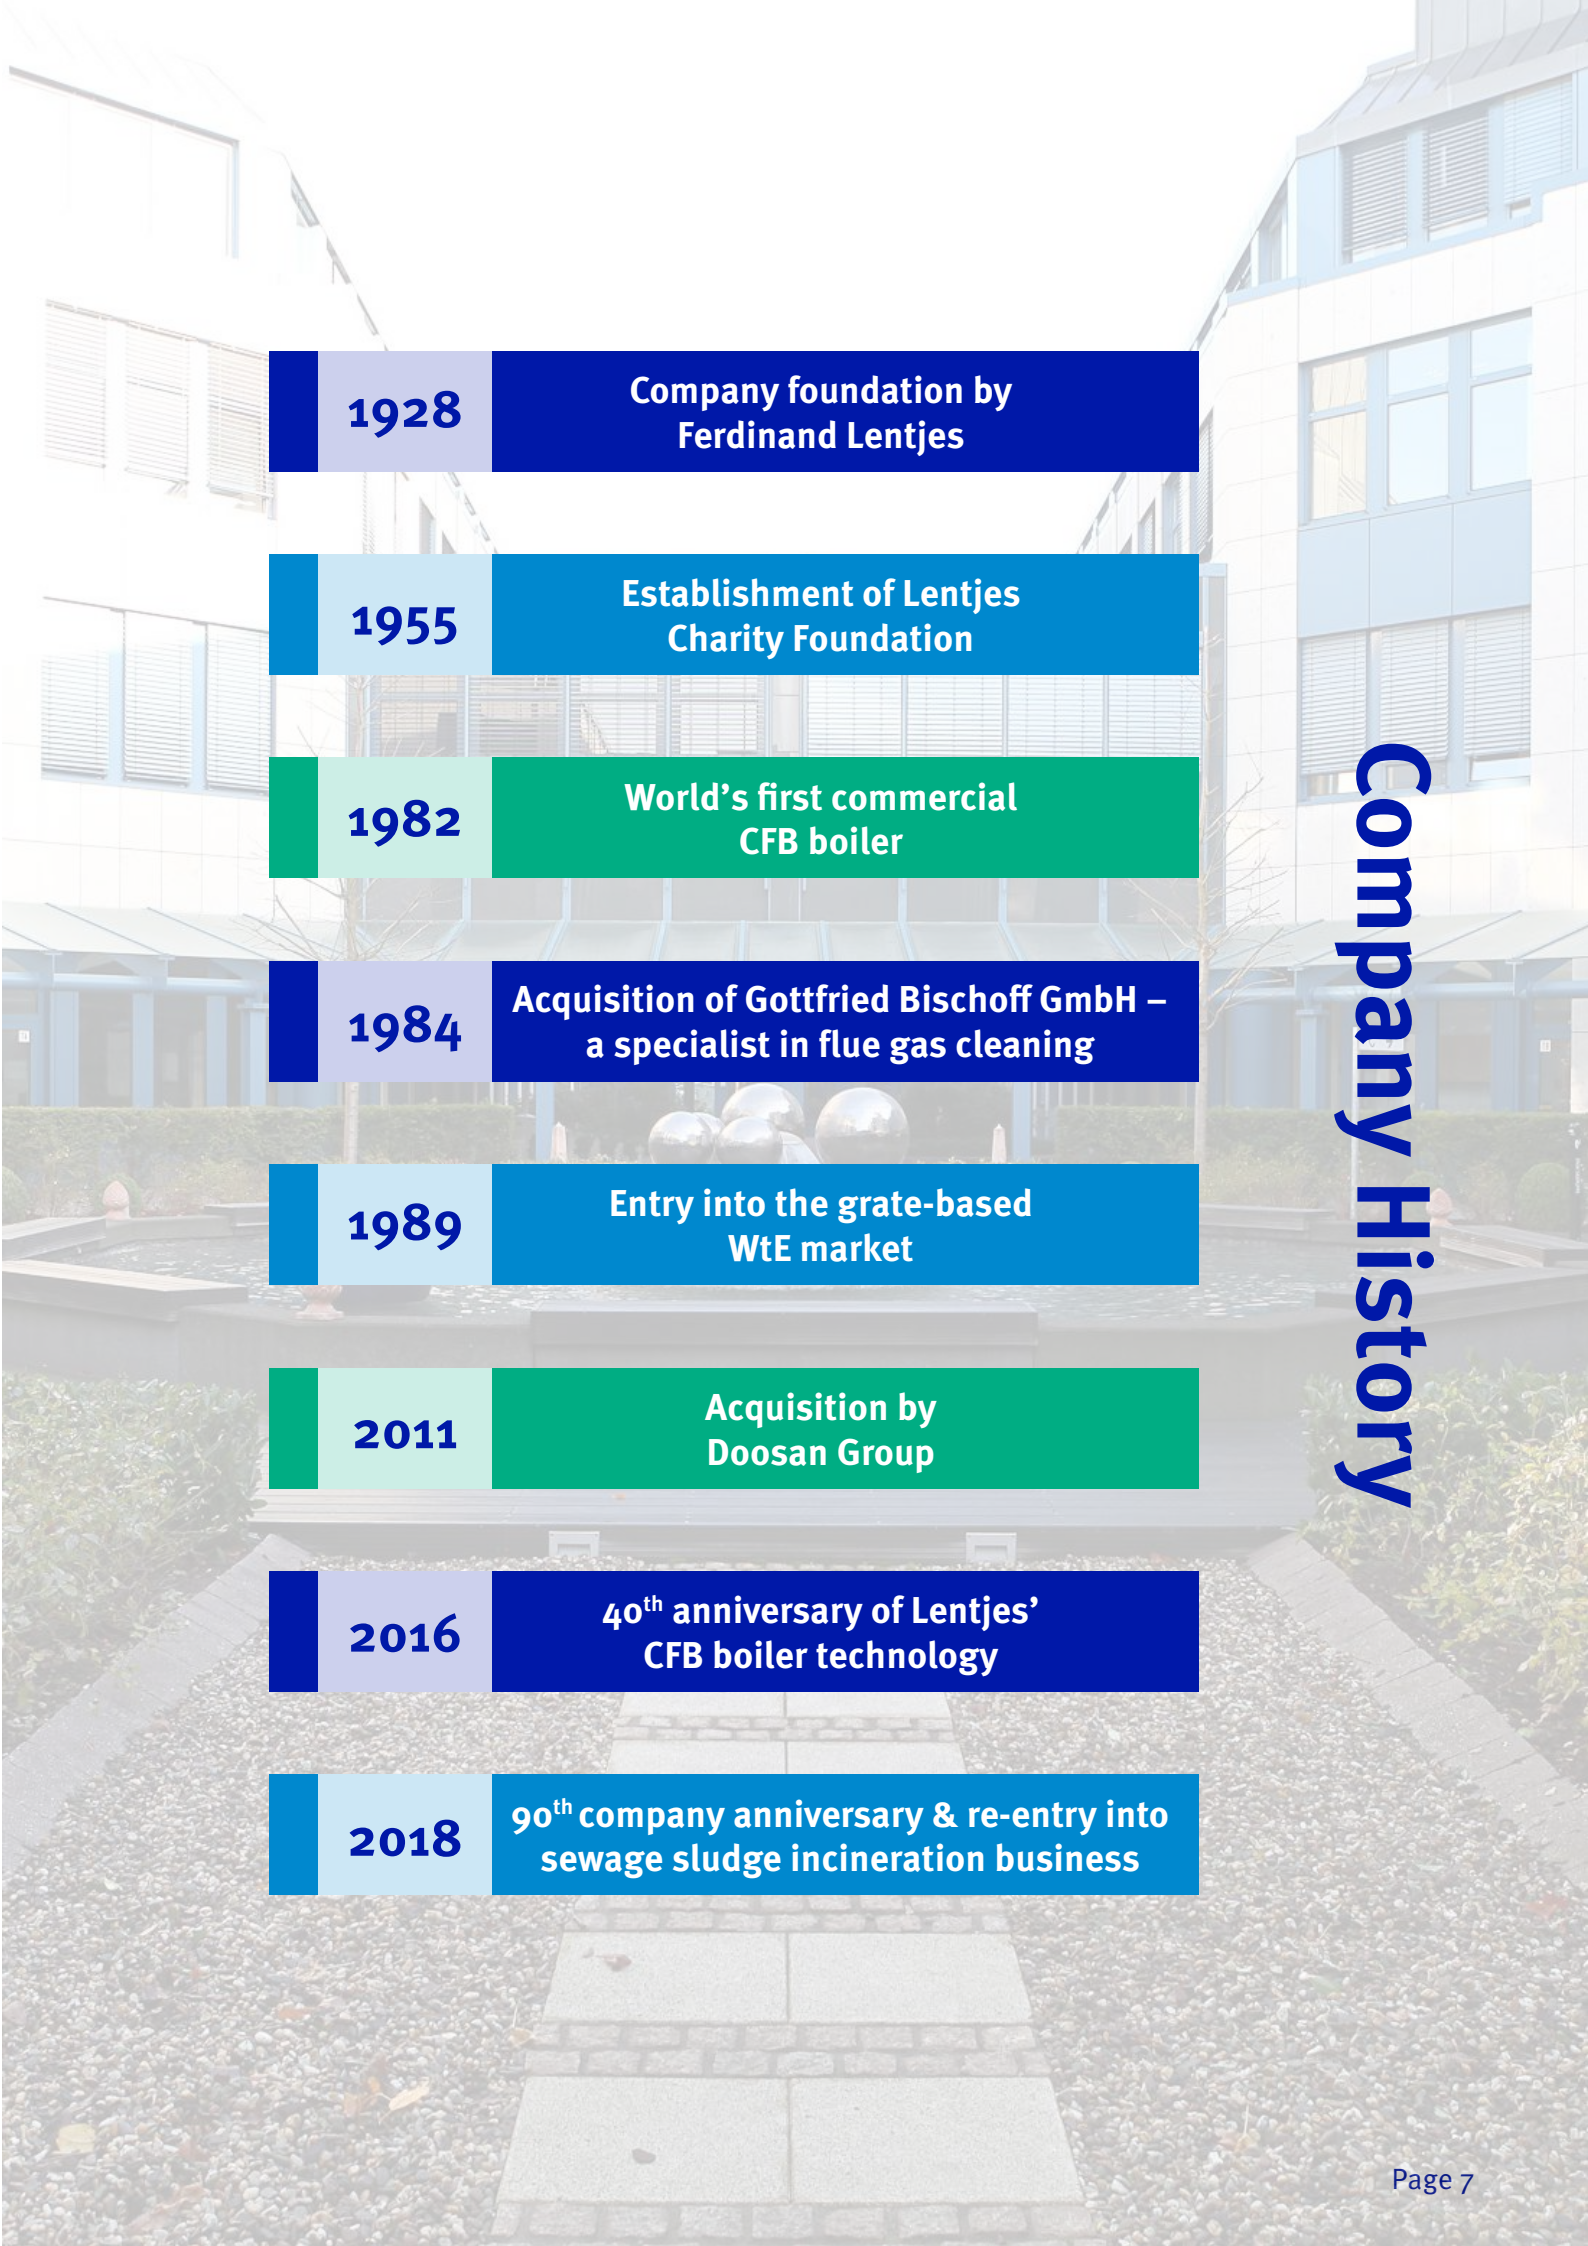 1928
Company foundation by
Ferdinand Lentjes
1955
Establishment of Lentjes
Charity Foundation
1982
World’s first commercial
CFB boiler
1984
Acquisition of Gottfried Bischoff GmbH –
a specialist in flue gas cleaning
1989
Entry into the grate-based
WtE market
2011
Acquisition by
Doosan Group
2016
40th anniversary of Lentjes’
CFB boiler technology
2018
90th company anniversary & re-entry into
sewage sludge incineration business
Company History
Page 7